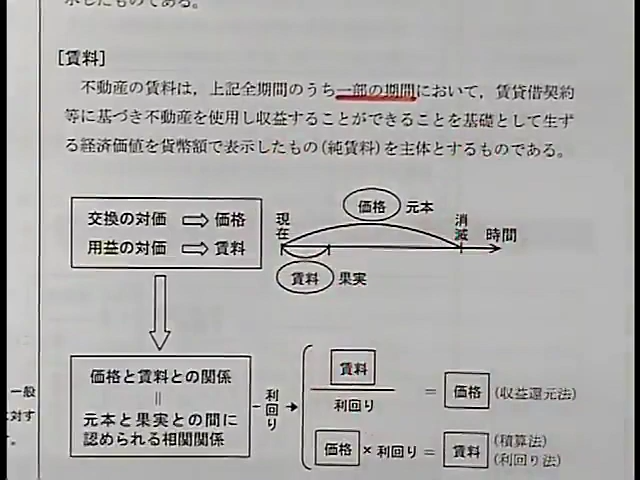 示したものである。
［賃料］
不動産の賃料は，上記全期間のうち一部の期間において，賃貸借契約
等に基づき不動産を使用し収益することができることを基礎として生ず
る経済価値を貨幣額で表示したもの（純賃料）を主体とするものである。
交換の対価 ⇨ 価格
用益の対価 ⇨ 賃料
現在
価格 元本
消滅
時間
賃料 果実
価格と賃料との関係
＝
元本と果実との間に
認められる相関関係
利回り
賃料
利回り
＝ 価格 （収益還元法）
価格 × 利回り ＝ 賃料 （積算法）
（利回り法）
一般
対す